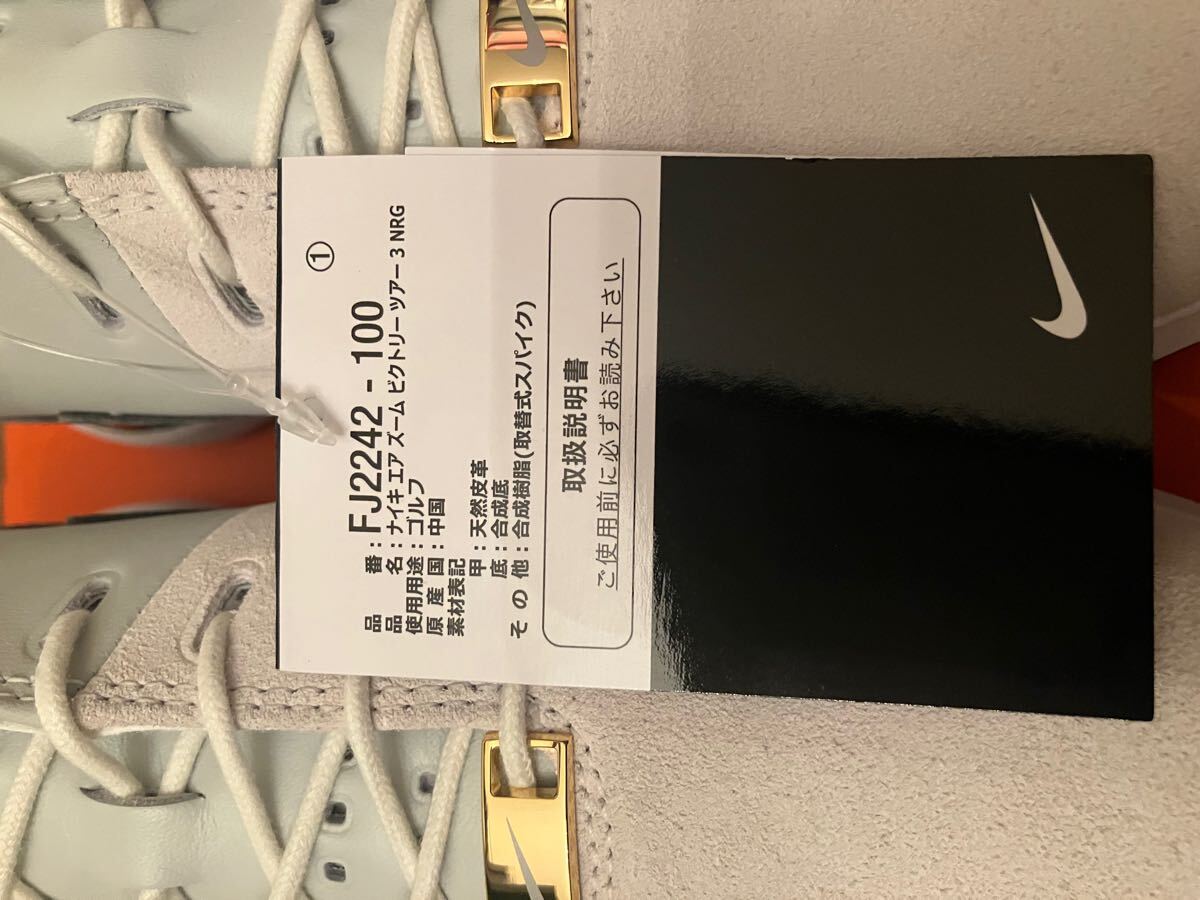 ①
品番：FJ2242 - 100
品名：ナイキ エア ズーム ビクトリー ツアー 3 NRG
使用用途：ゴルフ
原産国：中国
素材表記
甲：天然皮革
底：合成底
その他：合成樹脂(取替式スパイク)
取扱説明書
ご使用前に必ずお読み下さい